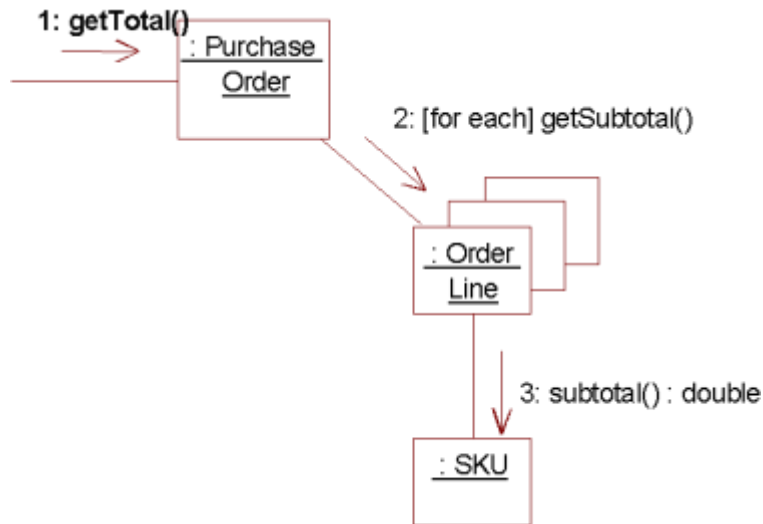 1: getTotal()
: Purchase
Order
2: [for each] getSubtotal()
: Order
Line
3: subtotal() : double
: SKU